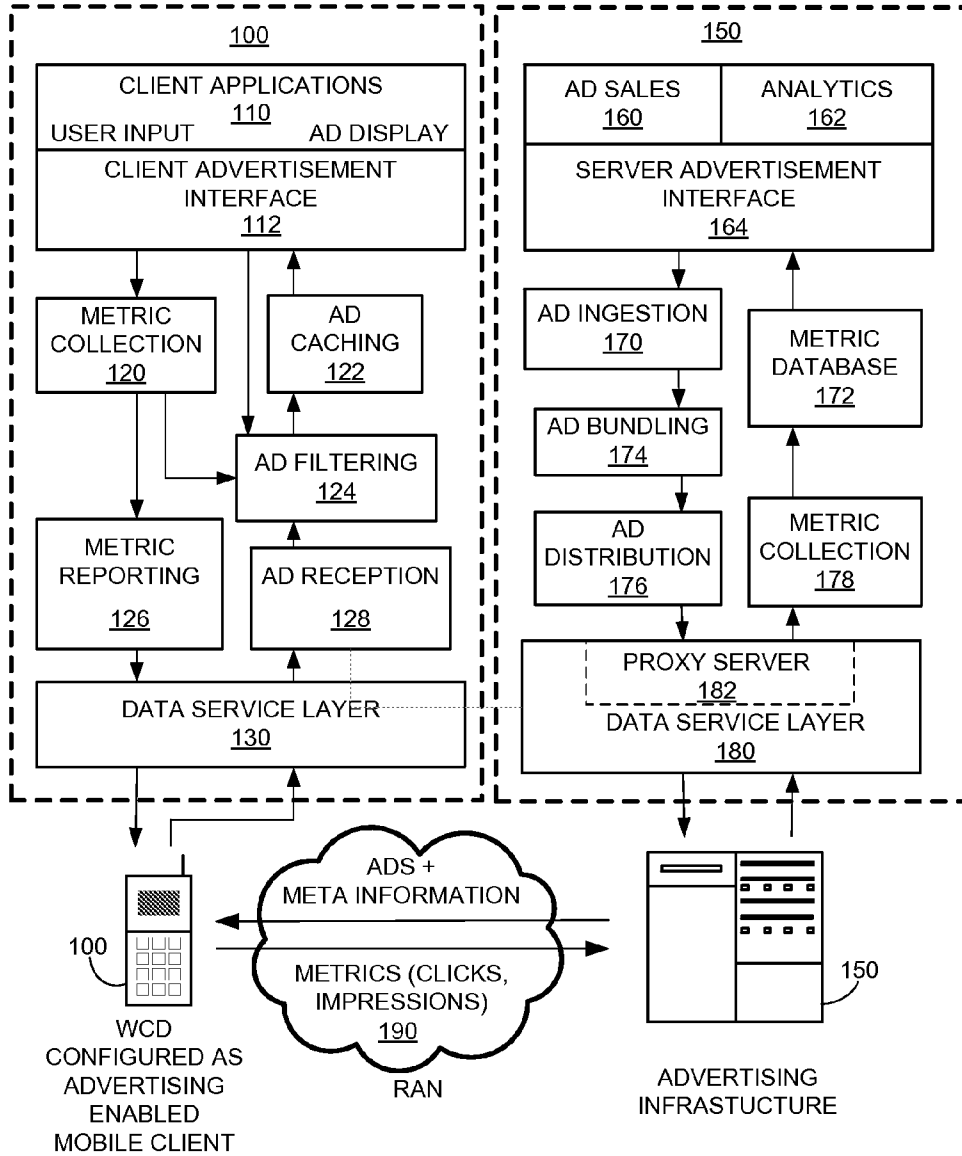 100
CLIENT APPLICATIONS
110
USER INPUT
AD DISPLAY
CLIENT ADVERTISEMENT
INTERFACE
112
METRIC
COLLECTION
120
AD
CACHING
122
AD FILTERING
124
METRIC
REPORTING
126
AD RECEPTION
128
DATA SERVICE LAYER
130
150
AD SALES
160
ANALYTICS
162
SERVER ADVERTISEMENT
INTERFACE
164
AD INGESTION
170
METRIC
DATABASE
172
AD BUNDLING
174
AD
DISTRIBUTION
176
METRIC
COLLECTION
178
PROXY SERVER
182
DATA SERVICE LAYER
180
ADS +
META INFORMATION
METRICS (CLICKS,
IMPRESSIONS)
190
RAN
100
WCD
CONFIGURED AS
ADVERTISING
ENABLED
MOBILE CLIENT
150
ADVERTISING
INFRASTUCTURE